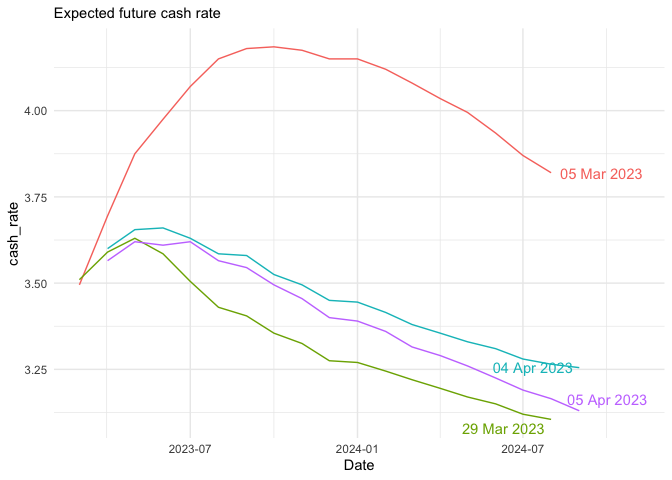 Expected future cash rate
4.00
3.75
3.50
3.25
cash_rate
05 Mar 2023
04 Apr 2023
05 Apr 2023
29 Mar 2023
2023-07
2024-01
2024-07
Date